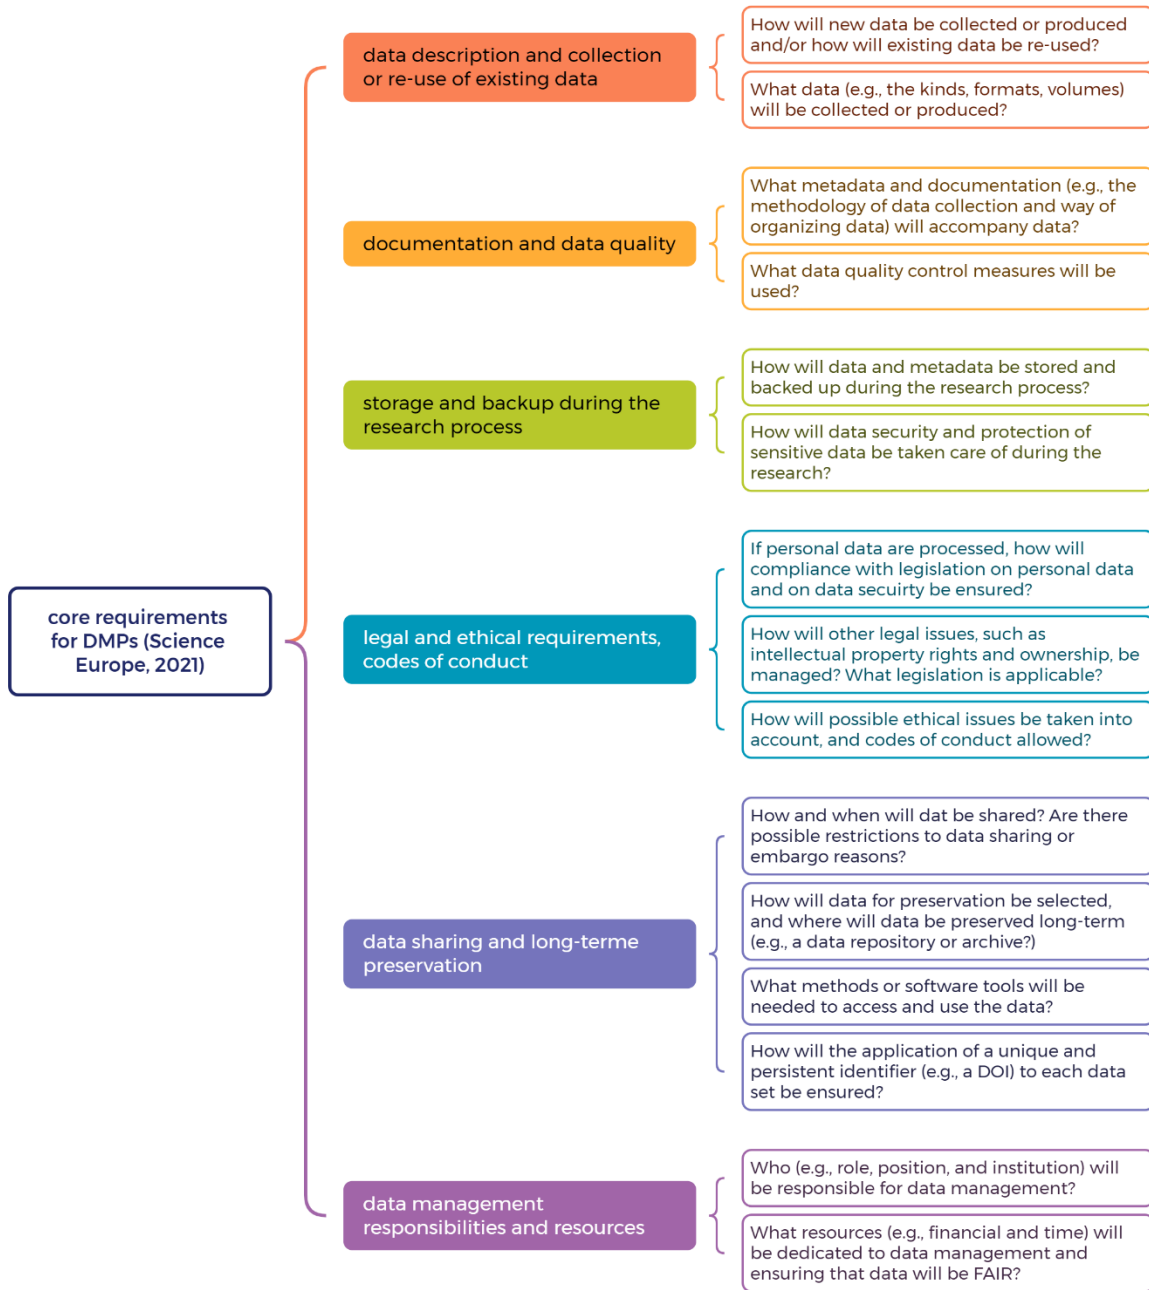 core requirements
for DMPs (Science
Europe, 2021)
data description and collection
or re-use of existing data
How will new data be collected or produced
and/or how will existing data be re-used?
What data (e.g., the kinds, formats, volumes)
will be collected or produced?
documentation and data quality
What metadata and documentation (e.g., the
methodology of data collection and way of
organizing data) will accompany data?
What data quality control measures will be
used?
storage and backup during the
research process
How will data and metadata be stored and
backed up during the research process?
How will data security and protection of
sensitive data be taken care of during the
research?
legal and ethical requirements,
codes of conduct
If personal data are processed, how will
compliance with legislation on personal data
and on data secuirty be ensured?
How will other legal issues, such as
intellectual property rights and ownership, be
managed? What legislation is applicable?
How will possible ethical issues be taken into
account, and codes of conduct allowed?
data sharing and long-terme
preservation
How and when will dat be shared? Are there
possible restrictions to data sharing or
embargo reasons?
How will data for preservation be selected,
and where will data be preserved long-term
(e.g., a data repository or archive?)
What methods or software tools will be
needed to access and use the data?
How will the application of a unique and
persistent identifier (e.g., a DOI) to each data
set be ensured?
data management
responsibilities and resources
Who (e.g., role, position, and institution) will
be responsible for data management?
What resources (e.g., financial and time) will
be dedicated to data management and
ensuring that data will be FAIR?